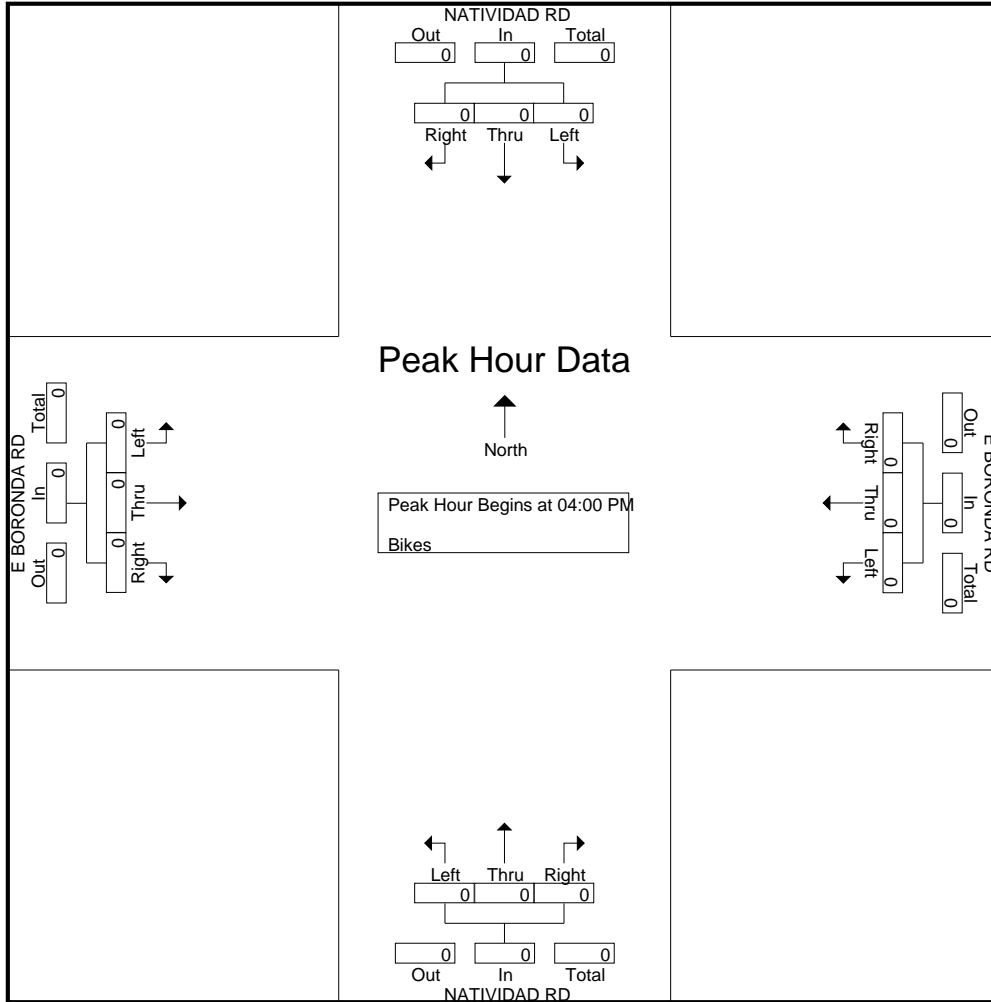 NATIVIDAD RD
Out In Total
0 0 0
0 0 0
Right Thru Left
Peak Hour Data
North
Peak Hour Begins at 04:00 PM
Bikes
E BORONDA RD
Out In Total
0 0 0
0 0 0
Right Thru Left
E BORONDA RD
Out In Total
0 0 0
0 0 0
Right Thru Left
Left Thru Right
0 0 0
0 0 0
Out In Total
NATIVIDAD RD